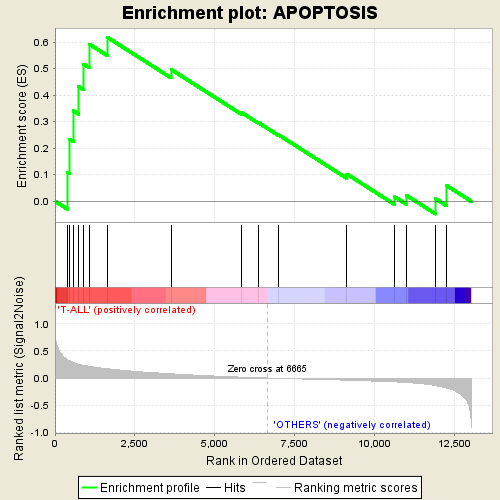 Enrichment plot: APOPTOSIS
Enrichment score (ES)
0.6
0.5
0.4
0.3
0.2
0.1
0.0
'T-ALL' (positively correlated)
Ranked list metric (Signal2Noise)
1.0
0.5
0.0
-0.5
-1.0
Zero cross at 6665
'OTHERS' (negatively correlated)
0
2,500
5,000
7,500
10,000
12,500
Rank in Ordered Dataset
Enrichment profile
Hits
Ranking metric scores